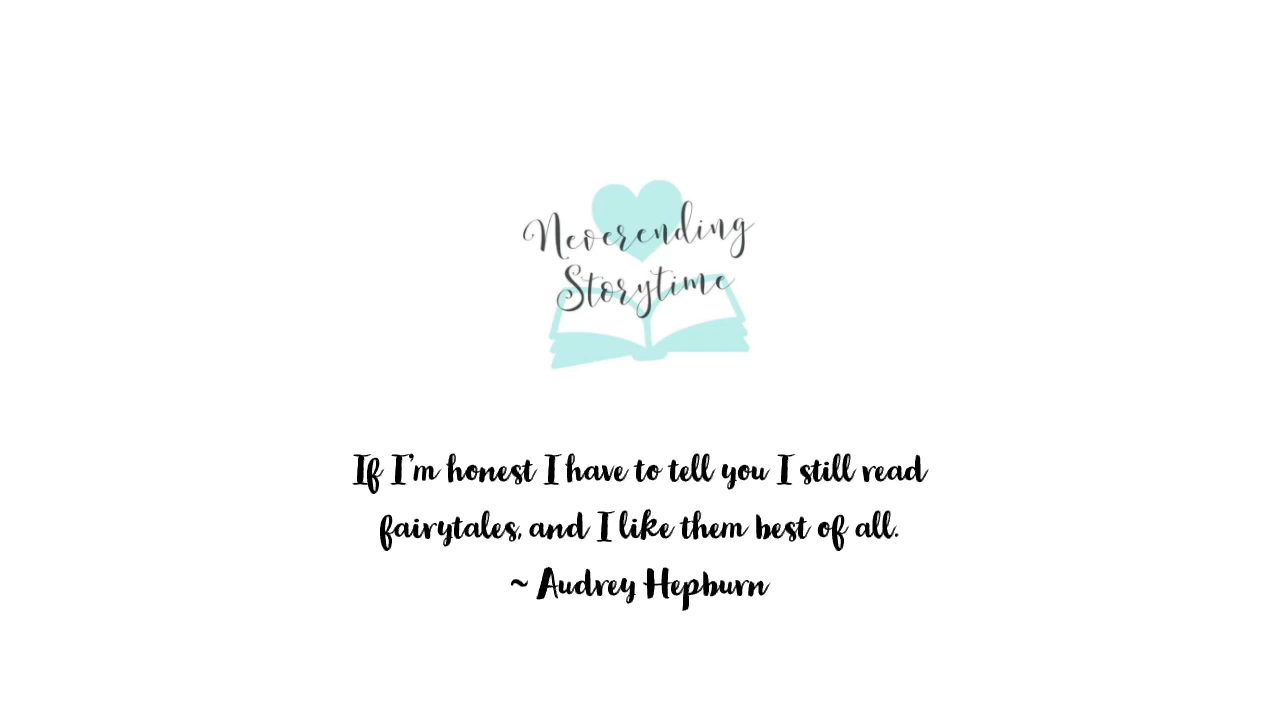 Neverending
Storytime
If I'm honest I have to tell you I still read
fairytales, and I like them best of all.
~ Audrey Hepburn